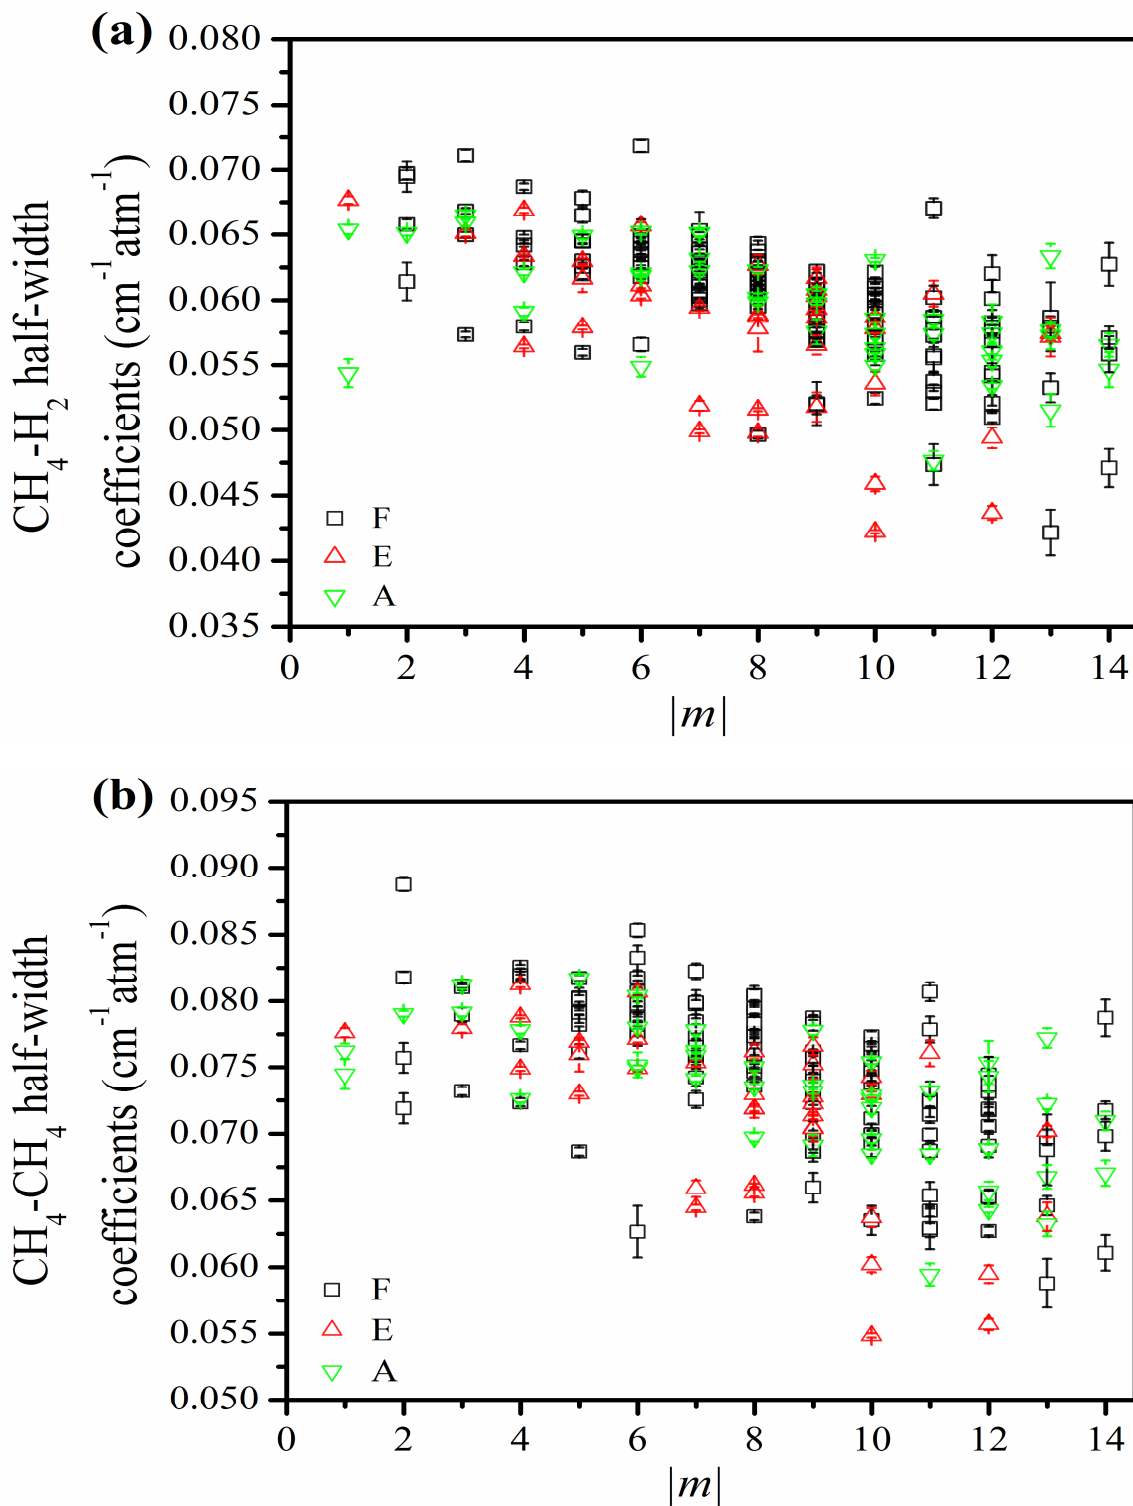 (a)
CH₄-H₂ half-width
coefficients (cm⁻¹atm⁻¹)
0.080
0.075
0.070
0.065
0.060
0.055
0.050
0.045
0.040
0.035
F
E
A
0 2 4 6 8 10 12 14
|m|
(b)
CH₄-CH₄ half-width
coefficients (cm⁻¹atm⁻¹)
0.095
0.090
0.085
0.080
0.075
0.070
0.065
0.060
0.055
0.050
F
E
A
0 2 4 6 8 10 12 14
|m|